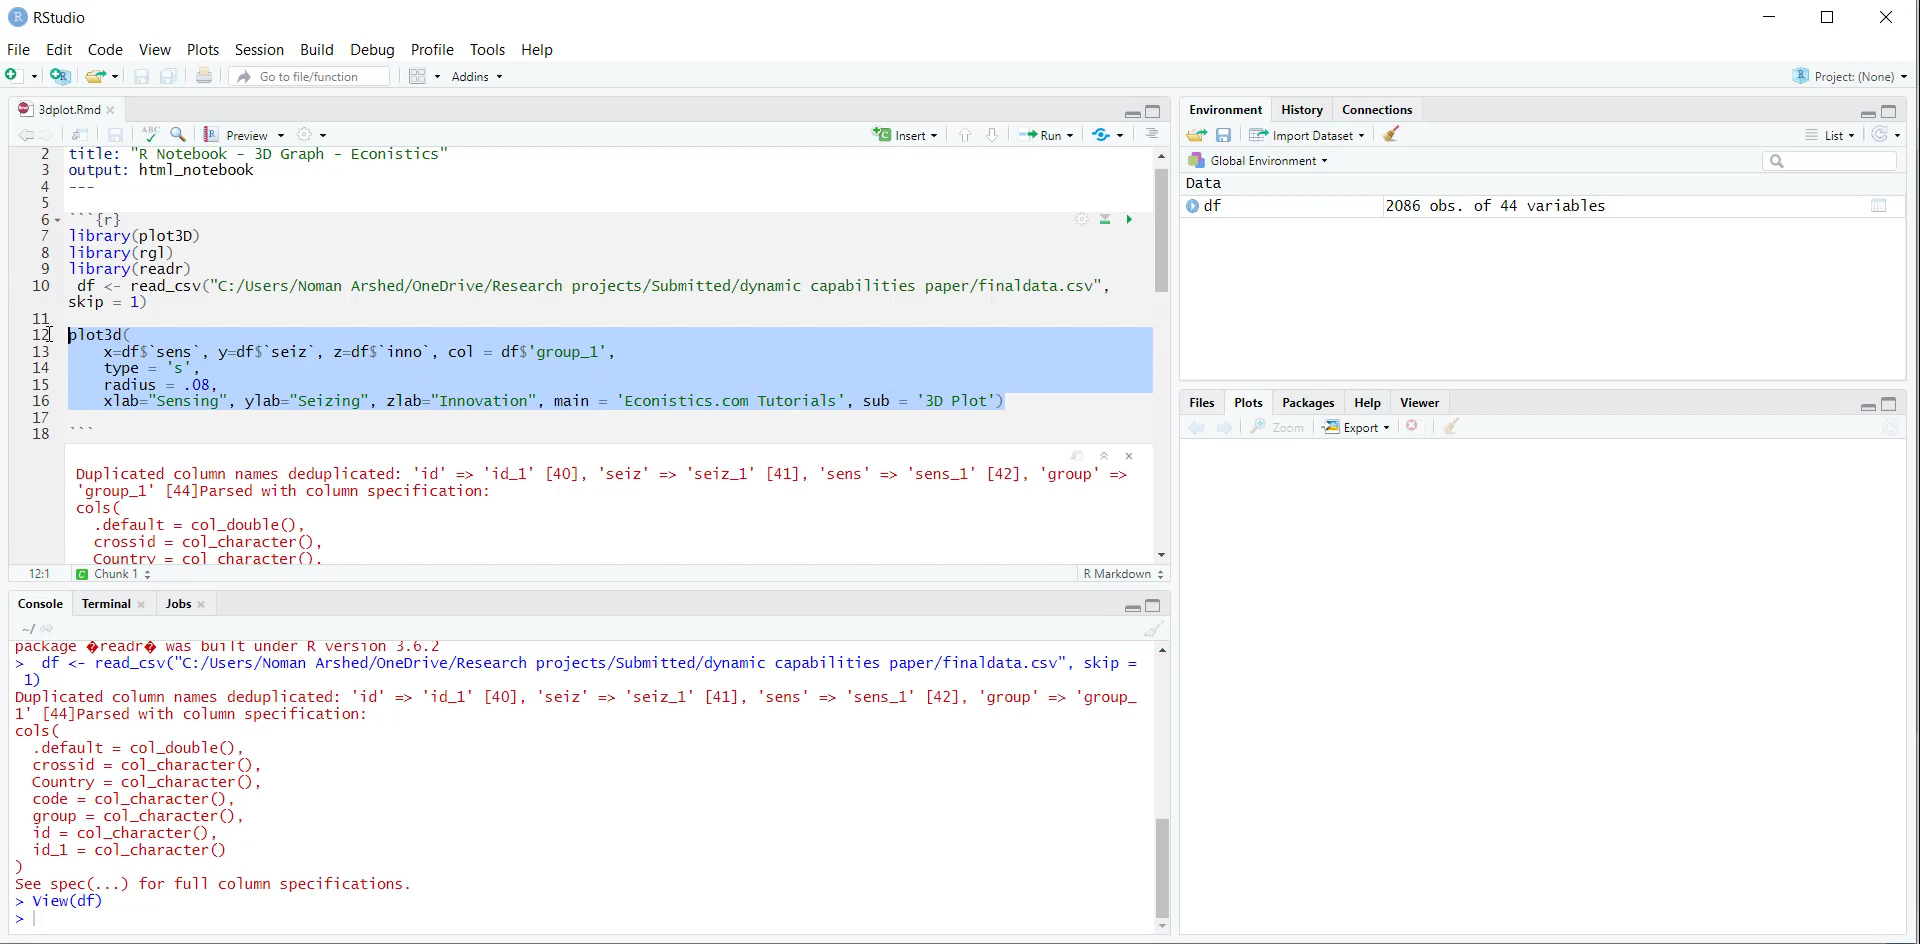 RStudio
File Edit Code View Plots Session Build Debug Profile Tools Help
Go to file/function Addins Project: (None)
3dplot.Rmd
ABC Preview Insert Run
2 title: "R Notebook - 3D Graph - Econistics"
3 output: html_notebook
4 ---
5
6 ```{r}
7 library(plot3D)
8 library(rgl)
9 library(readr)
10 df <- read_csv("C:/Users/Noman Arshed/OneDrive/Research projects/Submitted/dynamic capabilities paper/finaldata.csv",
skip = 1)
11
12 plot3d(
13 x=df$`sens`, y=df$`seiz`, z=df$`inno`, col = df$'group_1',
14 type = 's',
15 radius = .08,
16 xlab="Sensing", ylab="Seizing", zlab="Innovation", main = 'Econistics.com Tutorials', sub = '3D Plot')
17
18 ```
Duplicated column names deduplicated: 'id' => 'id_1' [40], 'seiz' => 'seiz_1' [41], 'sens' => 'sens_1' [42], 'group' =>
'group_1' [44]Parsed with column specification:
cols(
.default = col_double(),
crossid = col_character(),
Country = col_character(),
12:1 Chunk 1 R Markdown
Console Terminal Jobs
~/
package �readr� was built under R version 3.6.2
> df <- read_csv("C:/Users/Noman Arshed/OneDrive/Research projects/Submitted/dynamic capabilities paper/finaldata.csv", skip =
1)
Duplicated column names deduplicated: 'id' => 'id_1' [40], 'seiz' => 'seiz_1' [41], 'sens' => 'sens_1' [42], 'group' => 'group_
1' [44]Parsed with column specification:
cols(
.default = col_double(),
crossid = col_character(),
Country = col_character(),
code = col_character(),
group = col_character(),
id = col_character(),
id_1 = col_character()
)
See spec(...) for full column specifications.
> View(df)
>
Environment History Connections
Import Dataset List
Global Environment
Data
df 2086 obs. of 44 variables
Files Plots Packages Help Viewer
Zoom Export